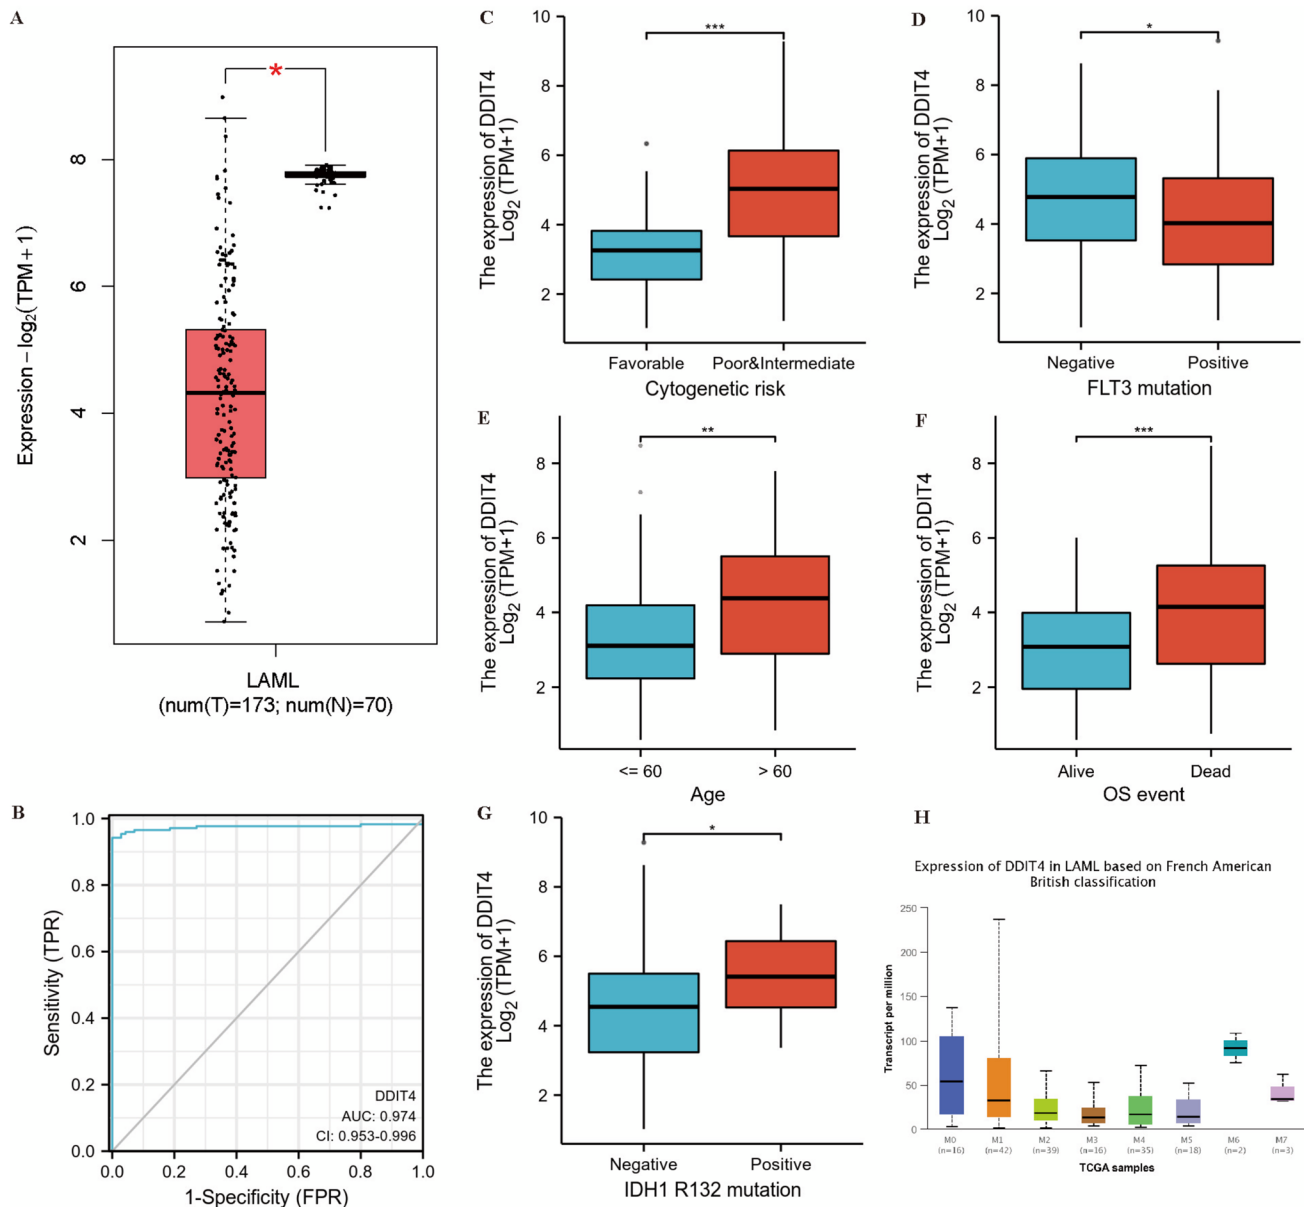 A
*
Expression – log2(TPM + 1)
8
6
4
2
LAML
(num(T)=173; num(N)=70)
B
Sensitivity (TPR)
1.0
0.8
0.6
0.4
0.2
0.0
0.0 0.2 0.4 0.6 0.8 1.0
DDIT4
AUC: 0.974
CI: 0.953-0.996
1-Specificity (FPR)
C
The expression of DDIT4
Log2 (TPM+1)
10
8
6
4
2
***
Favorable Poor&Intermediate
Cytogenetic risk
D
The expression of DDIT4
Log2 (TPM+1)
10
8
6
4
2
*
Negative Positive
FLT3 mutation
E
The expression of DDIT4
Log2 (TPM+1)
8
6
4
2
**
<= 60 > 60
Age
F
The expression of DDIT4
Log2 (TPM+1)
8
6
4
2
***
Alive Dead
OS event
G
The expression of DDIT4
Log2 (TPM+1)
10
8
6
4
2
*
Negative Positive
IDH1 R132 mutation
H
Expression of DDIT4 in LAML based on French American
British classification
Transcript per million
250
200
150
100
50
0
M0 M1 M2 M3 M4 M5 M6 M7
(n=16) (n=42) (n=39) (n=16) (n=35) (n=18) (n=2) (n=3)
TCGA samples